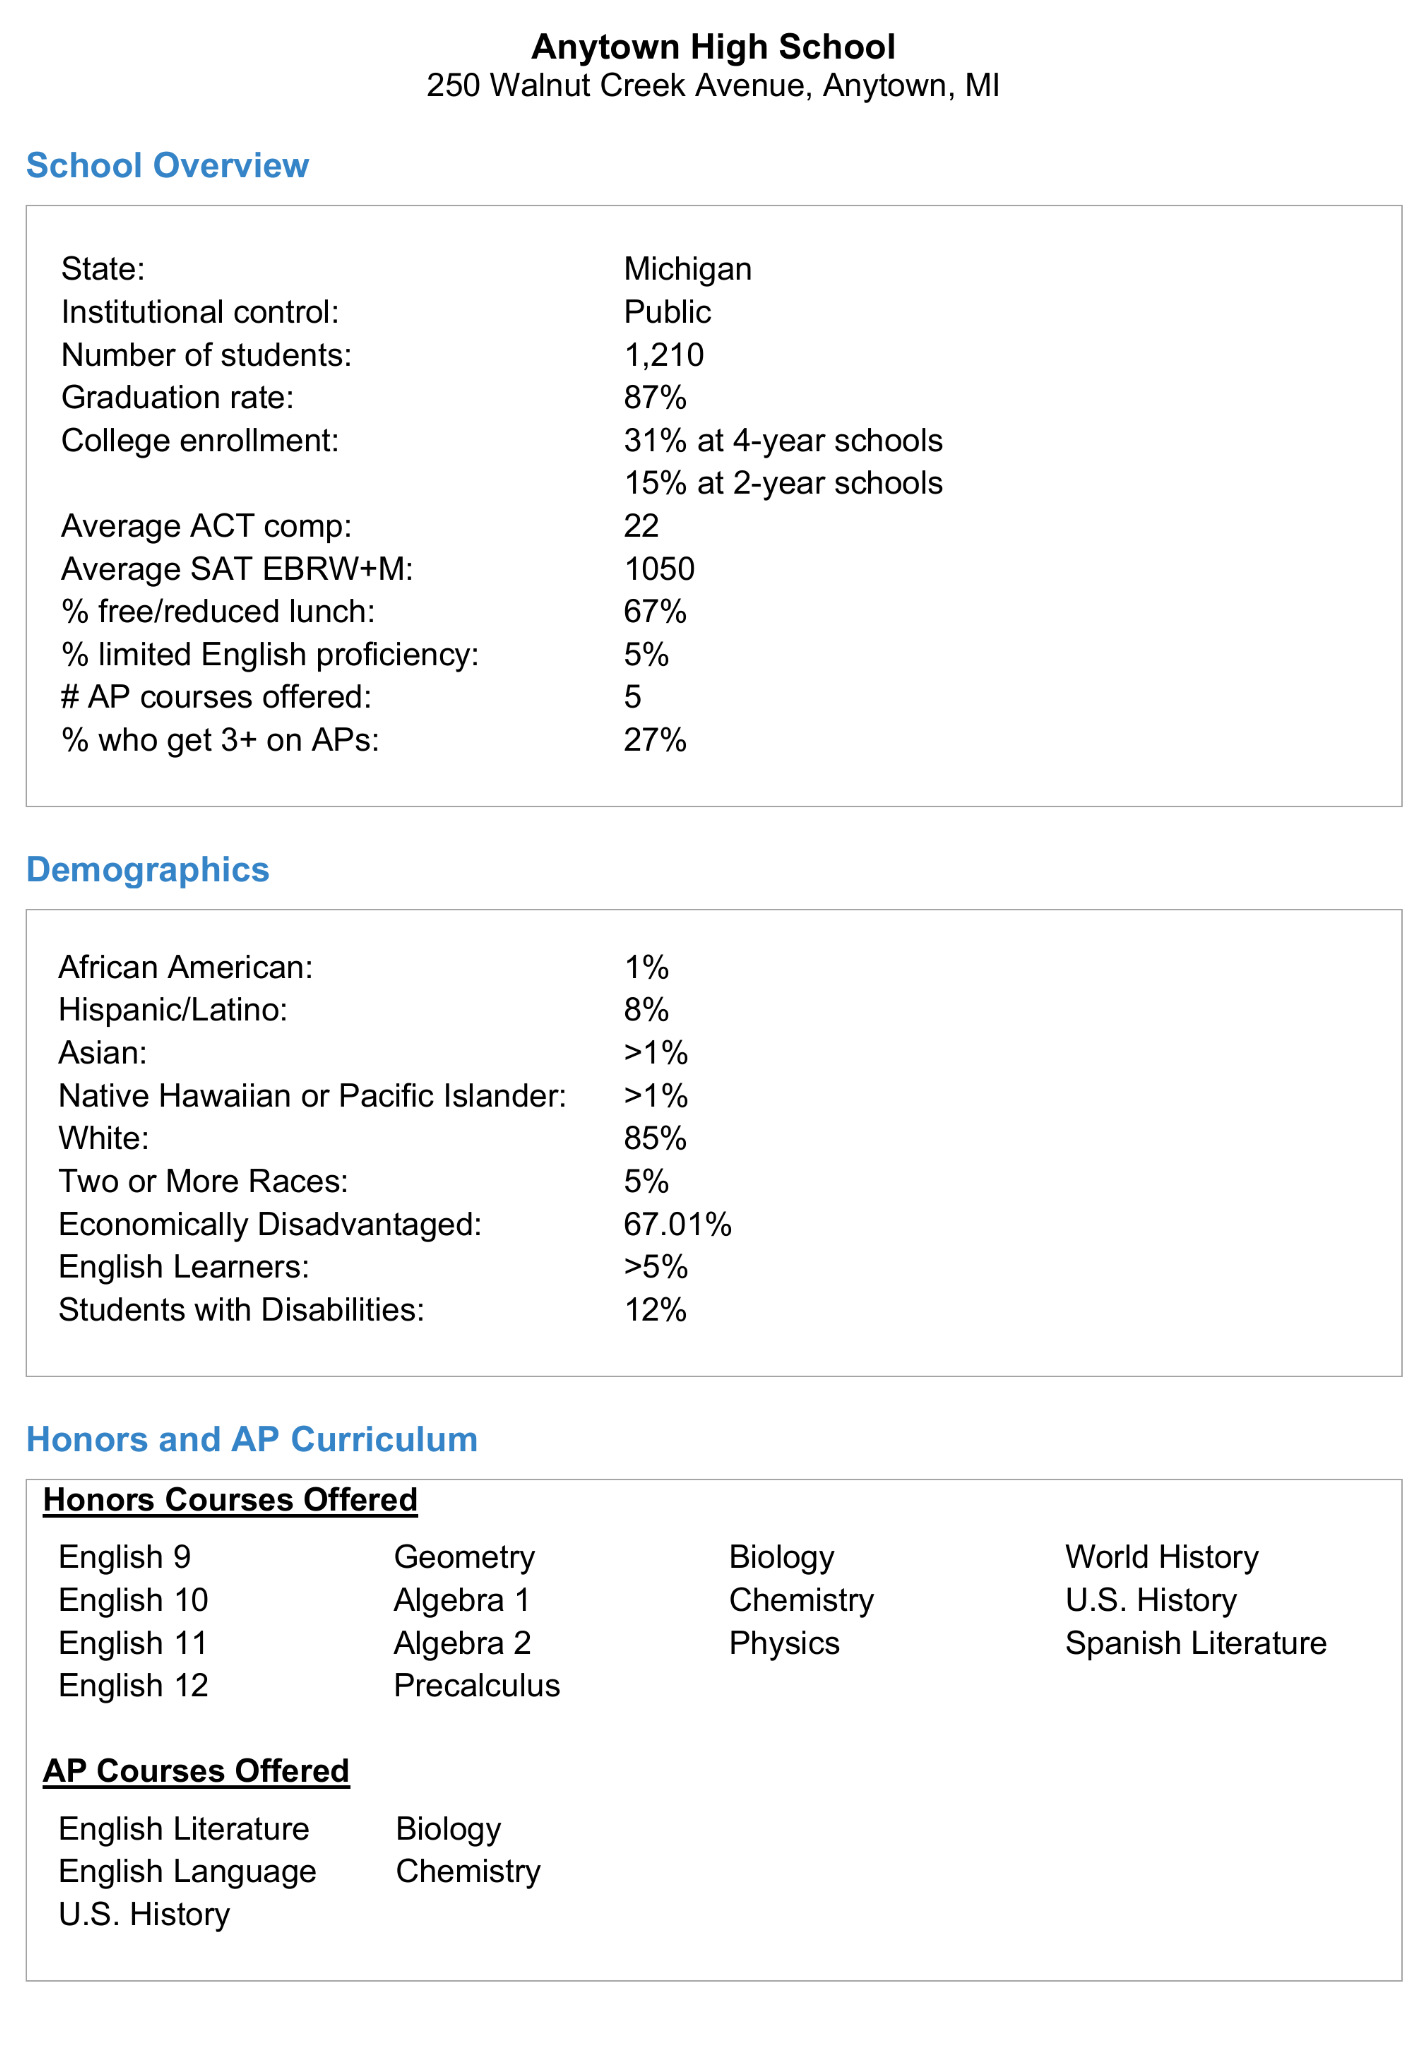 Anytown High School
250 Walnut Creek Avenue, Anytown, MI
School Overview
State: Michigan
Institutional control: Public
Number of students: 1,210
Graduation rate: 87%
College enrollment: 31% at 4-year schools
15% at 2-year schools
Average ACT comp: 22
Average SAT EBRW+M: 1050
% free/reduced lunch: 67%
% limited English proficiency: 5%
# AP courses offered: 5
% who get 3+ on APs: 27%
Demographics
African American: 1%
Hispanic/Latino: 8%
Asian: >1%
Native Hawaiian or Pacific Islander: >1%
White: 85%
Two or More Races: 5%
Economically Disadvantaged: 67.01%
English Learners: >5%
Students with Disabilities: 12%
Honors and AP Curriculum
Honors Courses Offered
English 9 Geometry Biology World History
English 10 Algebra 1 Chemistry U.S. History
English 11 Algebra 2 Physics Spanish Literature
English 12 Precalculus
AP Courses Offered
English Literature Biology
English Language Chemistry
U.S. History